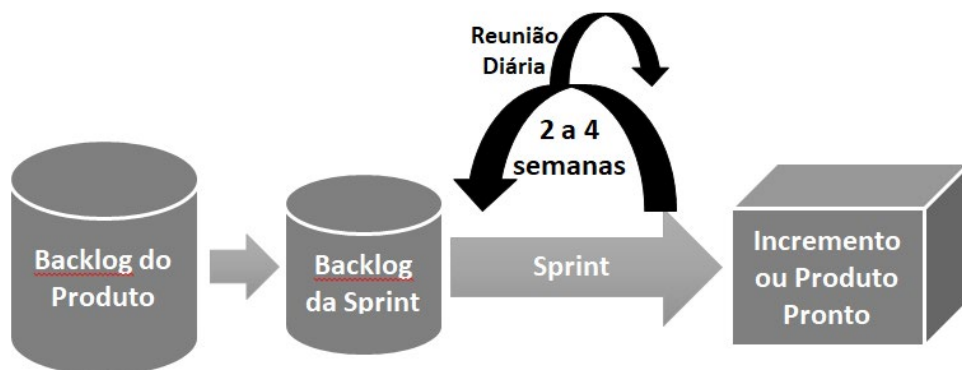 Reunião
Diária
2 a 4
semanas
Backlog do
Produto
Backlog
da Sprint
Sprint
Incremento
ou Produto
Pronto